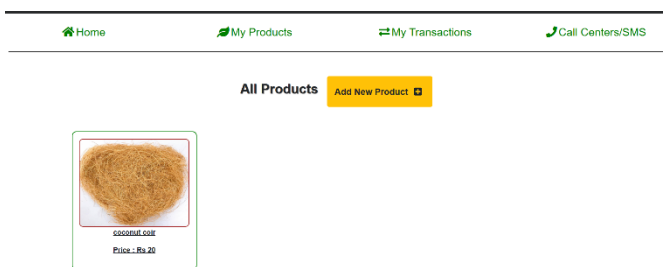 Home My Products My Transactions Call Centers/SMS
All Products Add New Product
coconut coir
Price : Rs 20